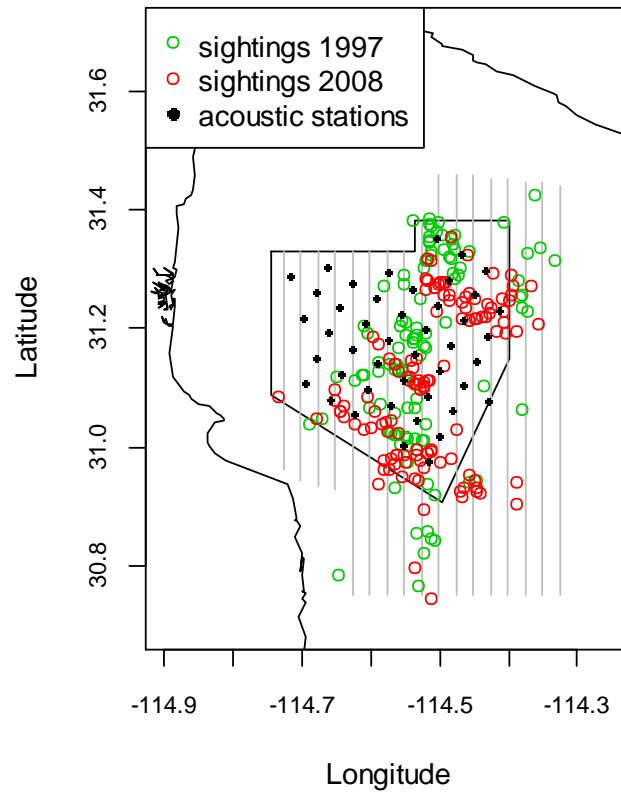 sightings 1997
sightings 2008
acoustic stations
Latitude
31.6
31.4
31.2
31.0
30.8
-114.9
-114.7
-114.5
-114.3
Longitude